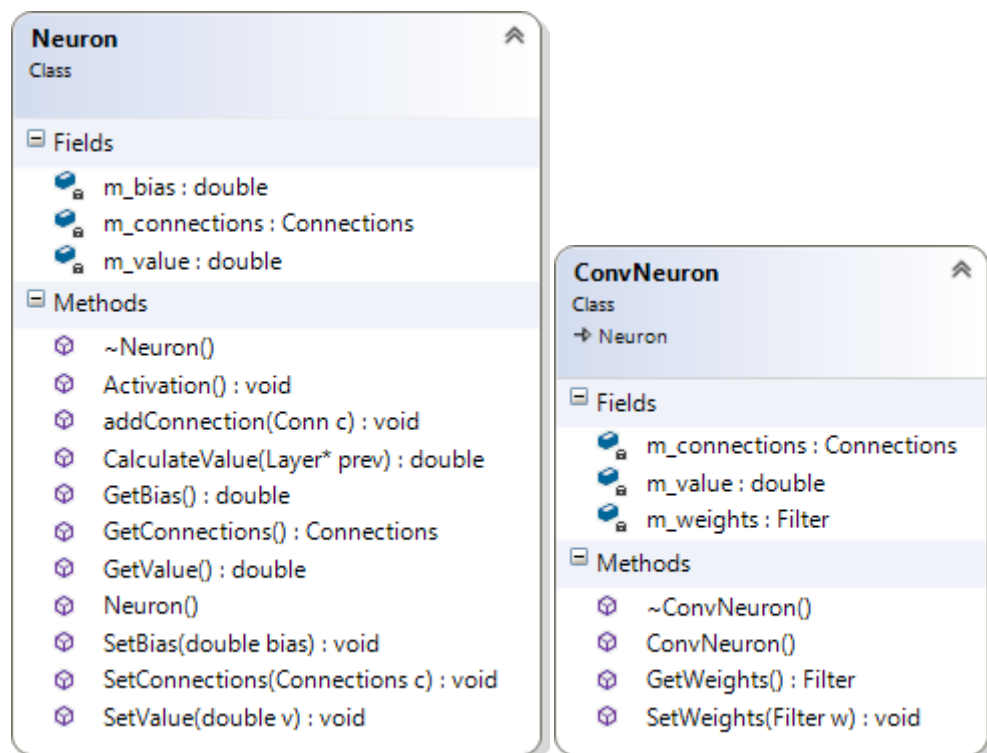 Neuron
Class
Fields
m_bias : double
m_connections : Connections
m_value : double
Methods
~Neuron()
Activation() : void
addConnection(Conn c) : void
CalculateValue(Layer* prev) : double
GetBias() : double
GetConnections() : Connections
GetValue() : double
Neuron()
SetBias(double bias) : void
SetConnections(Connections c) : void
SetValue(double v) : void
ConvNeuron
Class
Neuron
Fields
m_connections : Connections
m_value : double
m_weights : Filter
Methods
~ConvNeuron()
ConvNeuron()
GetWeights() : Filter
SetWeights(Filter w) : void